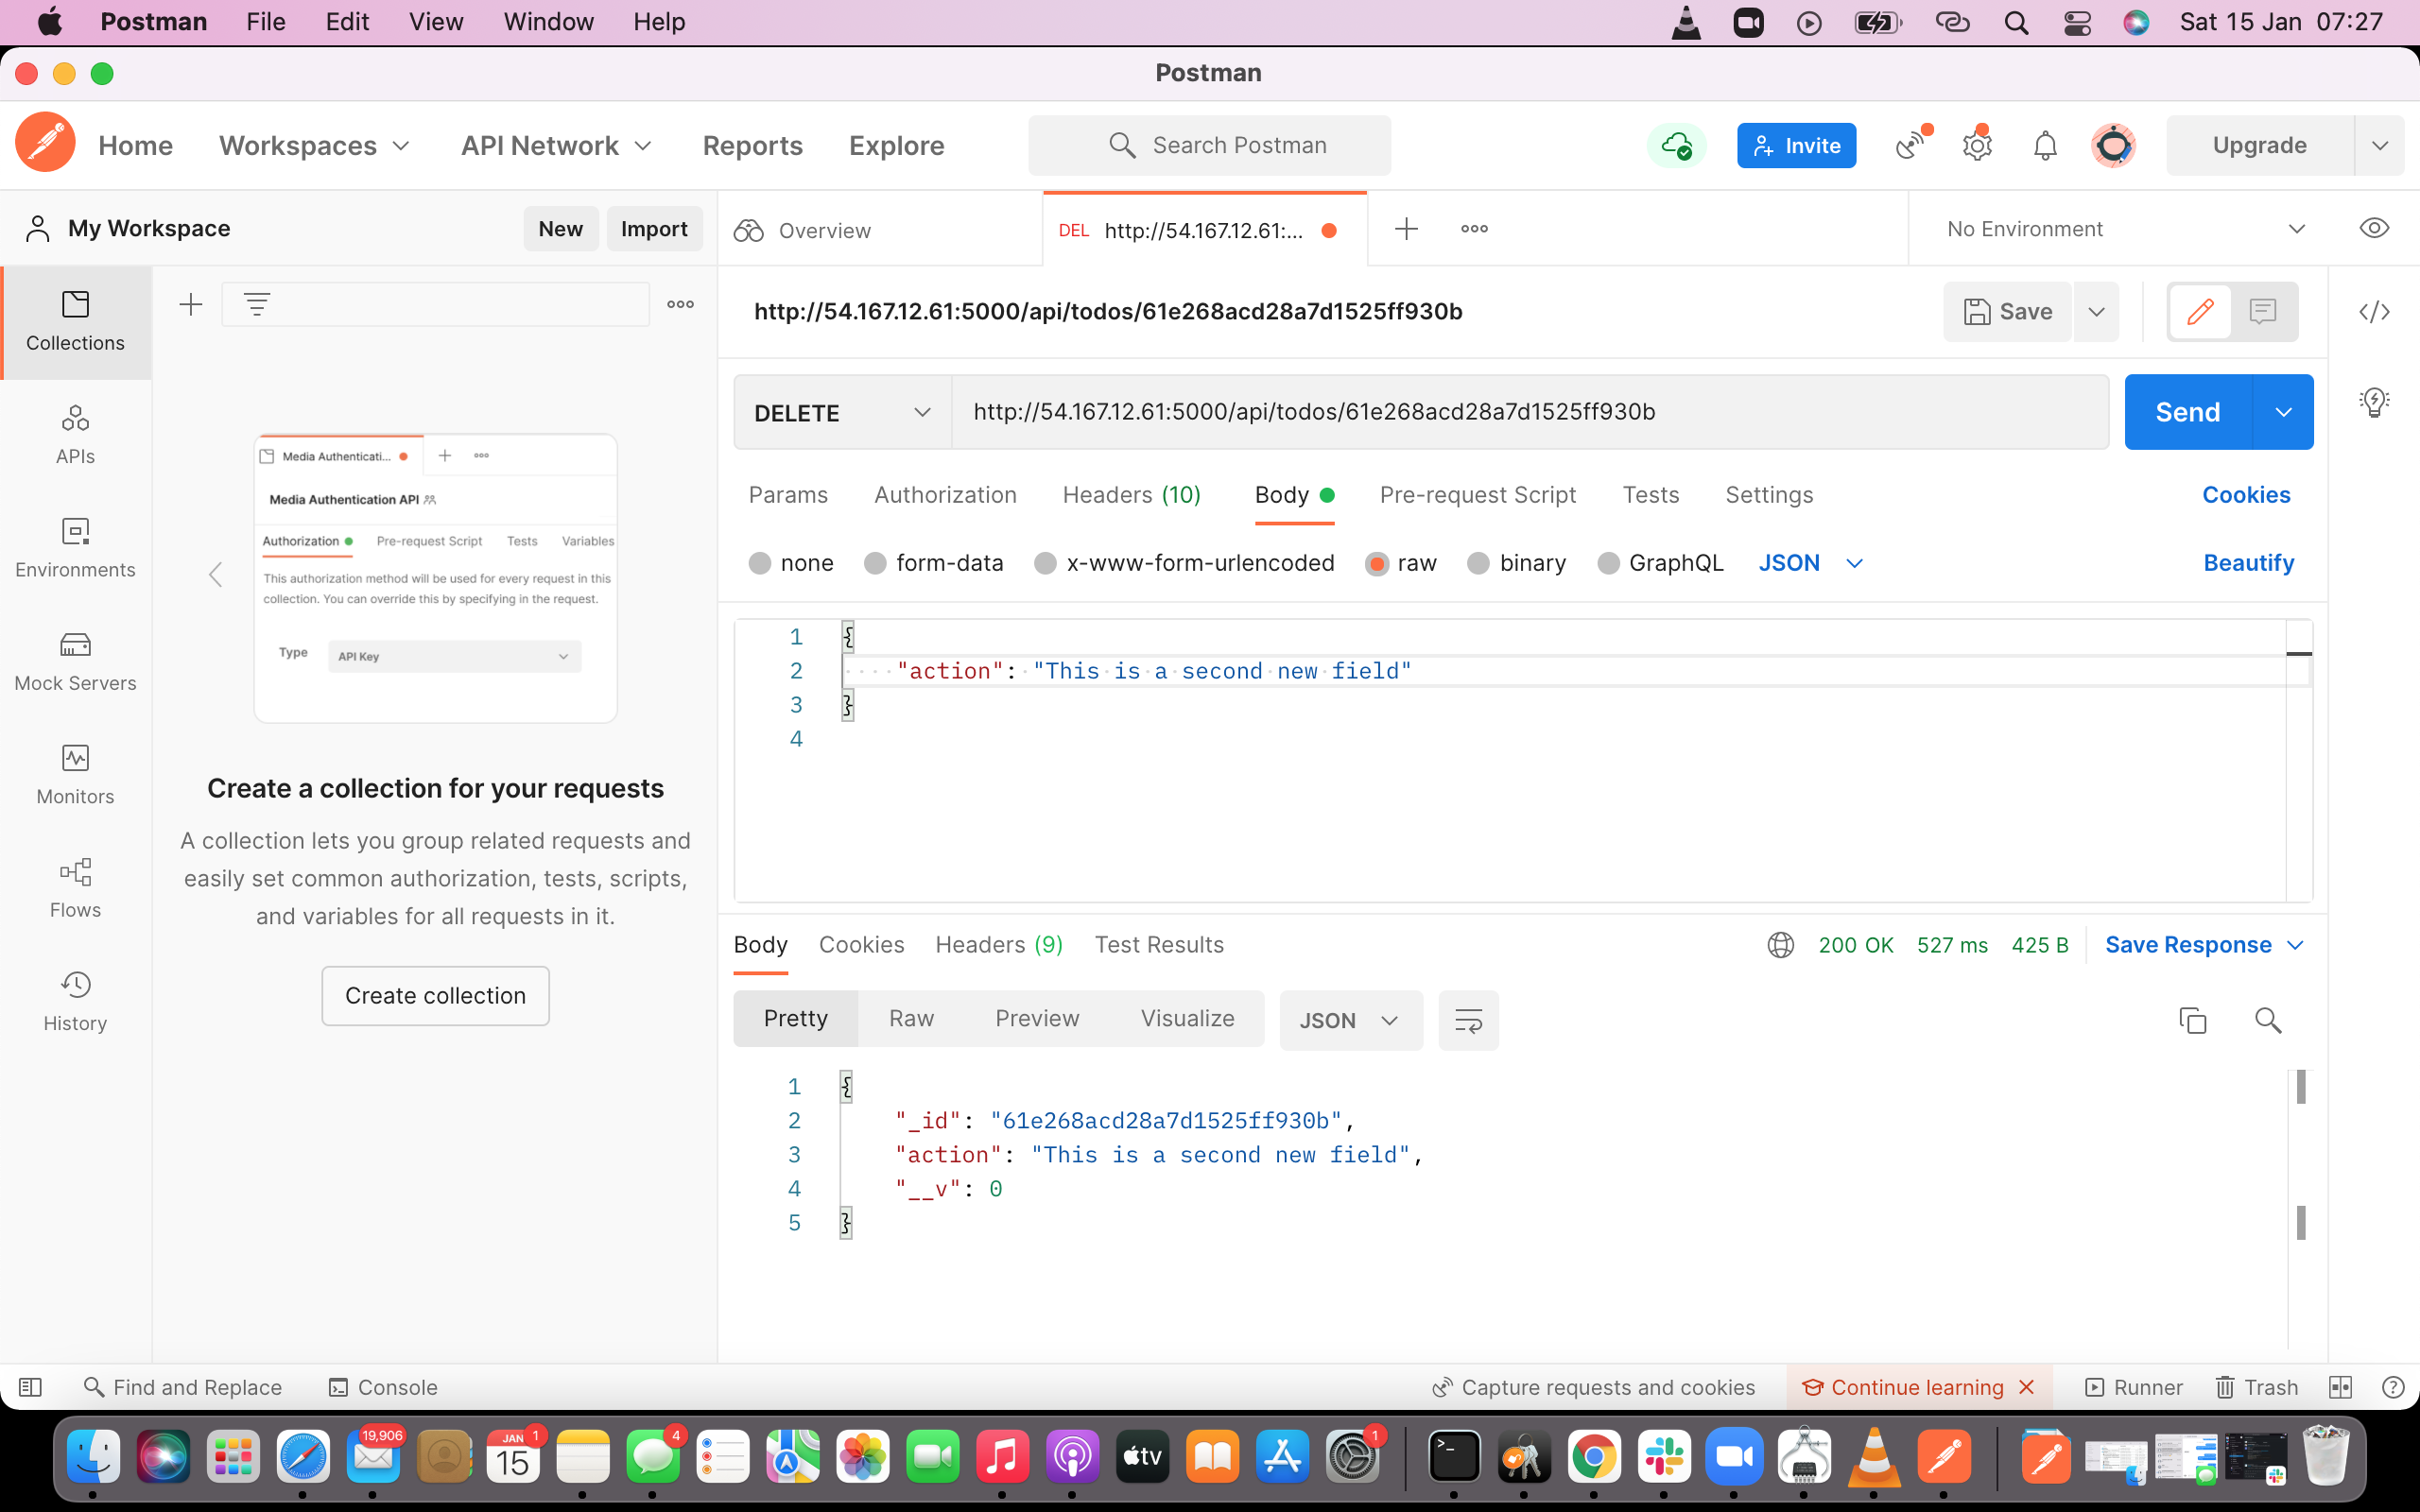 Postman File Edit View Window Help Sat 15 Jan 07:27
Postman
Home Workspaces API Network Reports Explore Search Postman Invite Upgrade
My Workspace New Import Overview DEL http://54.167.12.61:... No Environment
Collections
APIs
Environments
Mock Servers
Monitors
Flows
History
Media Authenticati...
Media Authentication API
Authorization Pre-request Script Tests Variables
This authorization method will be used for every request in this
collection. You can override this by specifying in the request.
Type API Key
Create a collection for your requests
A collection lets you group related requests and
easily set common authorization, tests, scripts,
and variables for all requests in it.
Create collection
http://54.167.12.61:5000/api/todos/61e268acd28a7d1525ff930b Save
DELETE http://54.167.12.61:5000/api/todos/61e268acd28a7d1525ff930b Send
Params Authorization Headers (10) Body Pre-request Script Tests Settings Cookies
none form-data x-www-form-urlencoded raw binary GraphQL JSON Beautify
1 {
2 "action": "This is a second new field"
3 }
4
Body Cookies Headers (9) Test Results 200 OK 527 ms 425 B Save Response
Pretty Raw Preview Visualize JSON
1 {
2 "_id": "61e268acd28a7d1525ff930b",
3 "action": "This is a second new field",
4 "__v": 0
5 }
Find and Replace Console Capture requests and cookies Continue learning Runner Trash
19,906 JAN 15 1 4 tv 1